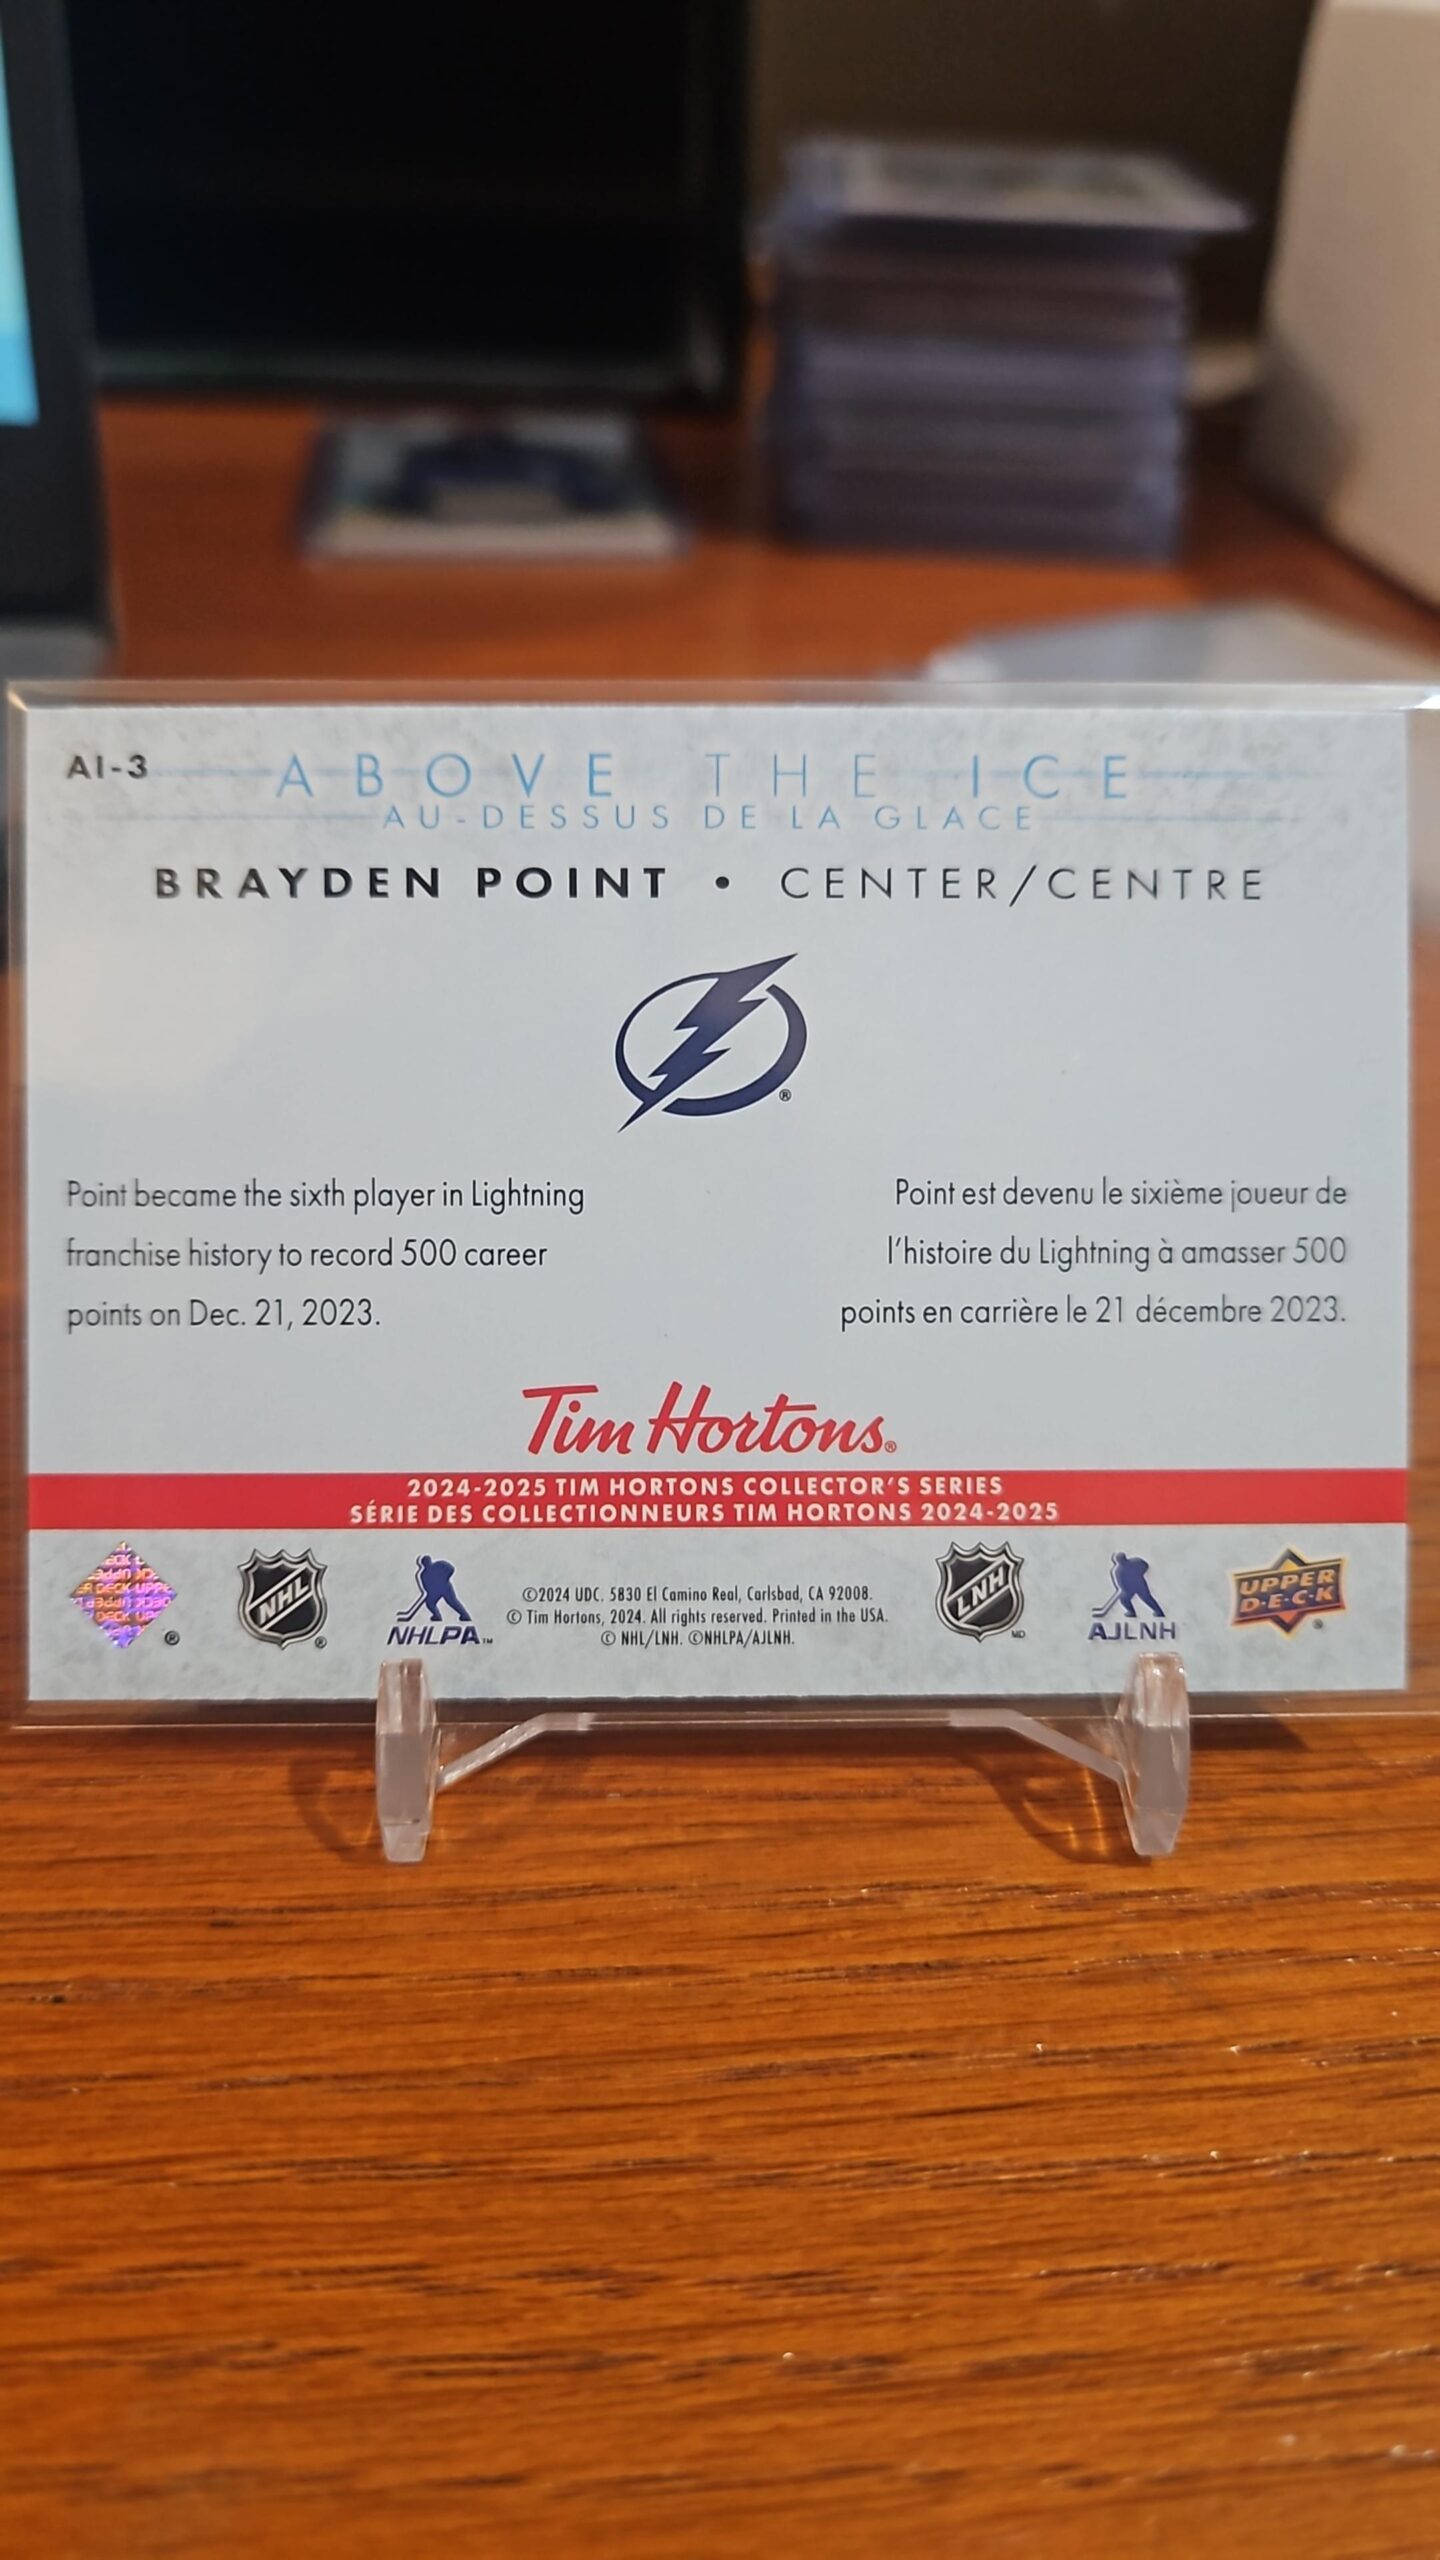 AI-3
ABOVE THE ICE
AU-DESSUS DE LA GLACE
BRAYDEN POINT • CENTER/CENTRE
®
Point became the sixth player in Lightning
franchise history to record 500 career
points on Dec. 21, 2023.
Point est devenu le sixième joueur de
l'histoire du Lightning à amasser 500
points en carrière le 21 décembre 2023.
Tim Hortons®
2024-2025 TIM HORTONS COLLECTOR'S SERIES
SÉRIE DES COLLECTIONNEURS TIM HORTONS 2024-2025
®
NHL ®
NHLPA™
©2024 UDC. 5830 El Camino Real, Carlsbad, CA 92008.
© Tim Hortons, 2024. All rights reserved. Printed in the USA.
© NHL/LNH. ©NHLPA/AJLNH.
LNH MD
AJLNH
UPPER
D·E·C·K